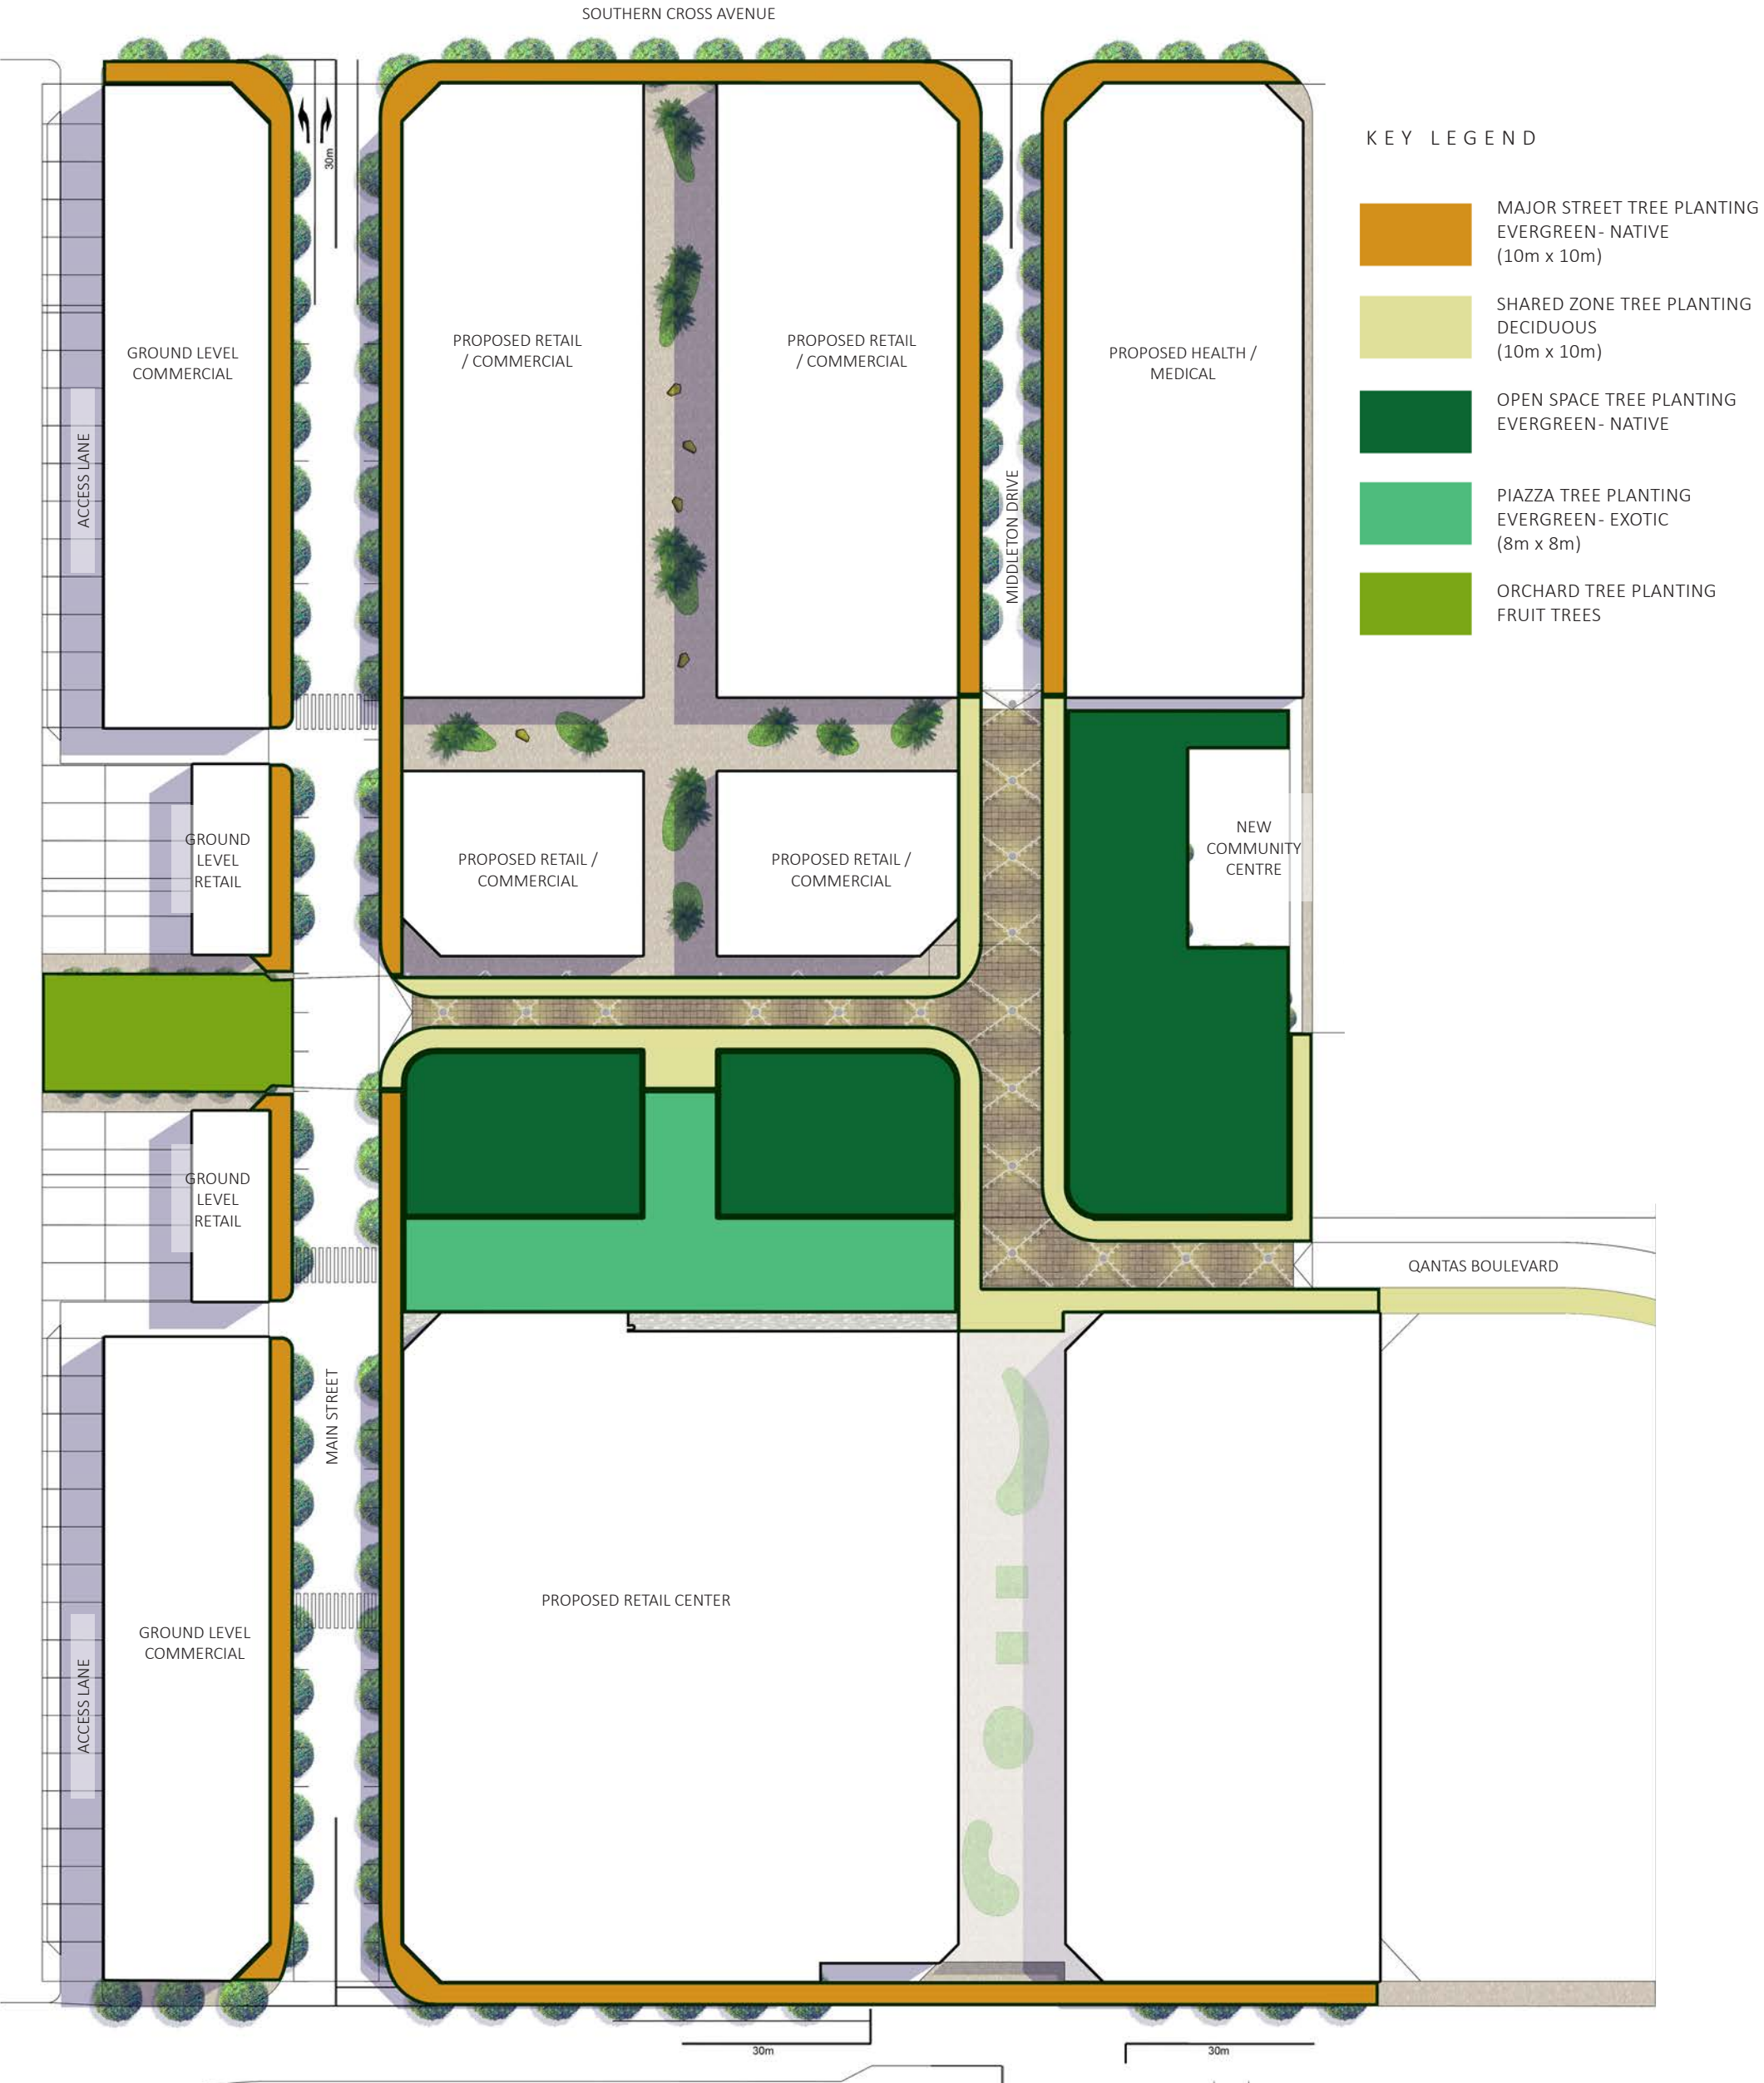 SOUTHERN CROSS AVENUE
30m
KEY LEGEND
MAJOR STREET TREE PLANTING
EVERGREEN- NATIVE
(10m x 10m)
SHARED ZONE TREE PLANTING
DECIDUOUS
(10m x 10m)
OPEN SPACE TREE PLANTING
EVERGREEN- NATIVE
PIAZZA TREE PLANTING
EVERGREEN- EXOTIC
(8m x 8m)
ORCHARD TREE PLANTING
FRUIT TREES
GROUND LEVEL
COMMERCIAL
PROPOSED RETAIL
/ COMMERCIAL
PROPOSED RETAIL
/ COMMERCIAL
PROPOSED HEALTH /
MEDICAL
ACCESS LANE
MIDDLETON DRIVE
GROUND
LEVEL
RETAIL
PROPOSED RETAIL /
COMMERCIAL
PROPOSED RETAIL /
COMMERCIAL
NEW
COMMUNITY
CENTRE
GROUND
LEVEL
RETAIL
QANTAS BOULEVARD
MAIN STREET
PROPOSED RETAIL CENTER
GROUND LEVEL
COMMERCIAL
ACCESS LANE
30m
30m